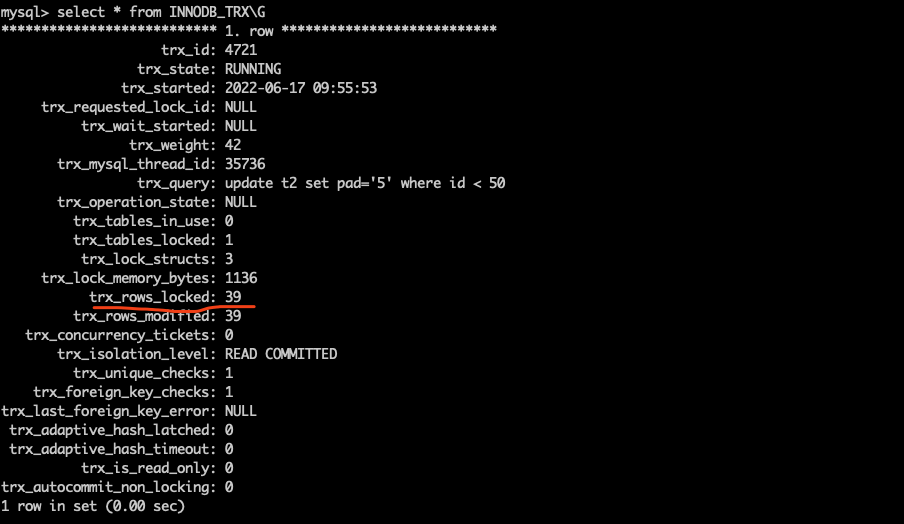 mysql> select * from INNODB_TRX\G
*************************** 1. row ***************************
trx_id: 4721
trx_state: RUNNING
trx_started: 2022-06-17 09:55:53
trx_requested_lock_id: NULL
trx_wait_started: NULL
trx_weight: 42
trx_mysql_thread_id: 35736
trx_query: update t2 set pad='5' where id < 50
trx_operation_state: NULL
trx_tables_in_use: 0
trx_tables_locked: 1
trx_lock_structs: 3
trx_lock_memory_bytes: 1136
trx_rows_locked: 39
trx_rows_modified: 39
trx_concurrency_tickets: 0
trx_isolation_level: READ COMMITTED
trx_unique_checks: 1
trx_foreign_key_checks: 1
trx_last_foreign_key_error: NULL
trx_adaptive_hash_latched: 0
trx_adaptive_hash_timeout: 0
trx_is_read_only: 0
trx_autocommit_non_locking: 0
1 row in set (0.00 sec)